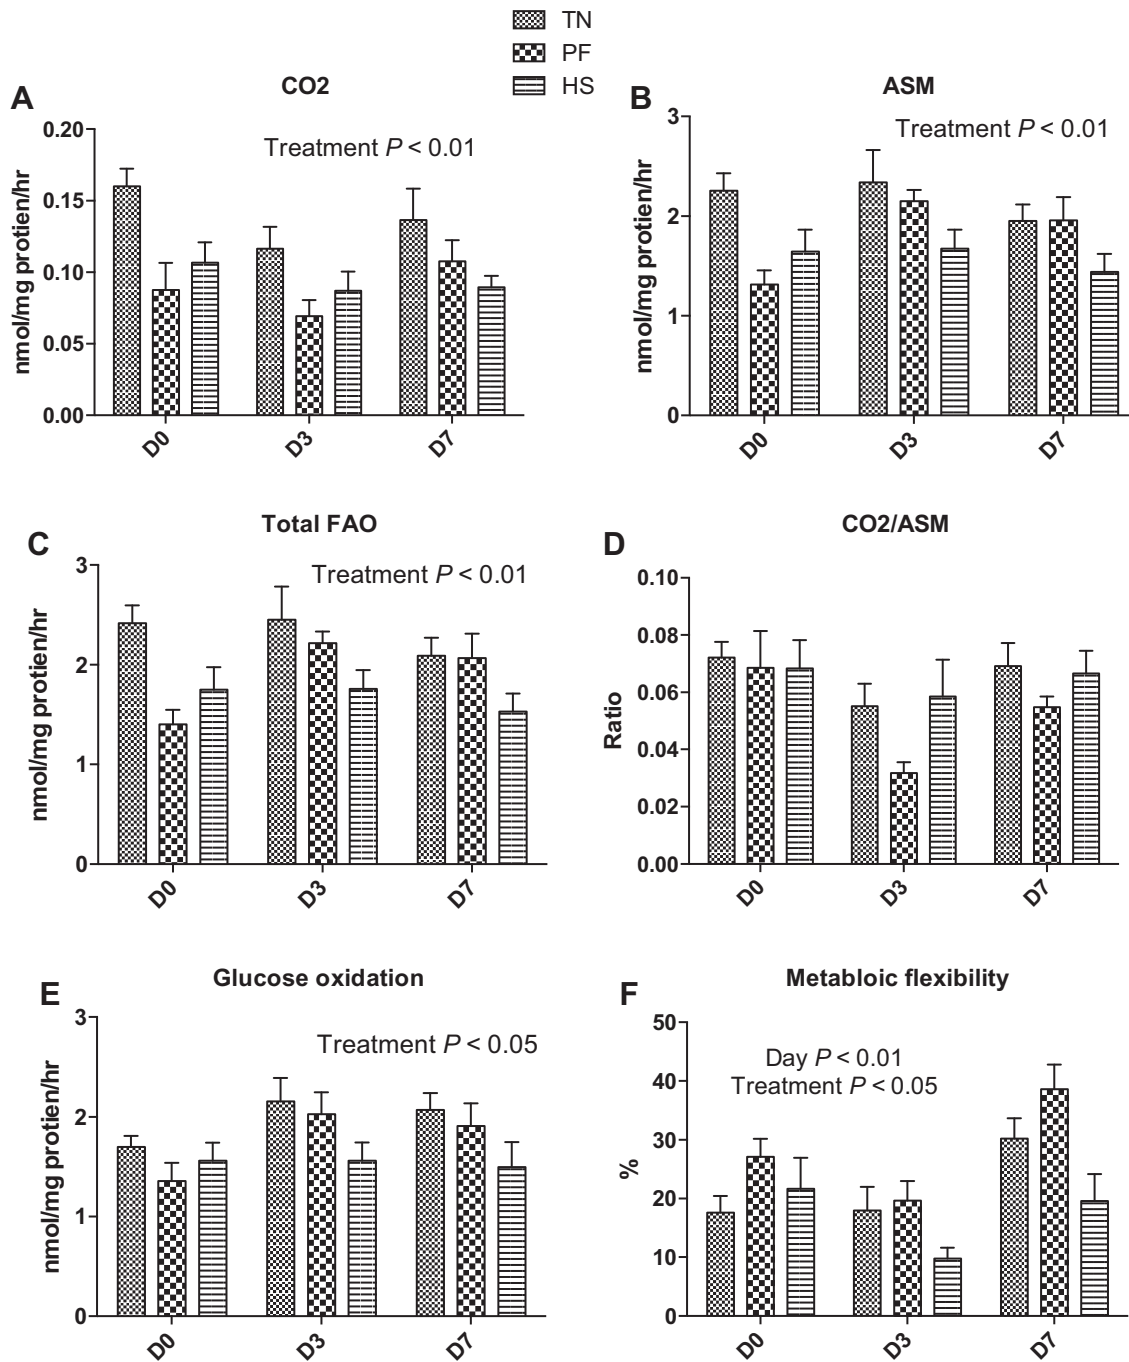 TN
PF
HS
A
CO2
Treatment P < 0.01
nmol/mg protien/hr
0.20
0.15
0.10
0.05
0.00
D0
D3
D7
B
ASM
Treatment P < 0.01
nmol/mg protien/hr
3
2
1
0
D0
D3
D7
C
Total FAO
Treatment P < 0.01
nmol/mg protien/hr
3
2
1
0
D0
D3
D7
D
CO2/ASM
Ratio
0.10
0.08
0.06
0.04
0.02
0.00
D0
D3
D7
E
Glucose oxidation
Treatment P < 0.05
nmol/mg protien/hr
3
2
1
0
D0
D3
D7
F
Metabloic flexibility
Day P < 0.01
Treatment P < 0.05
%
50
40
30
20
10
0
D0
D3
D7